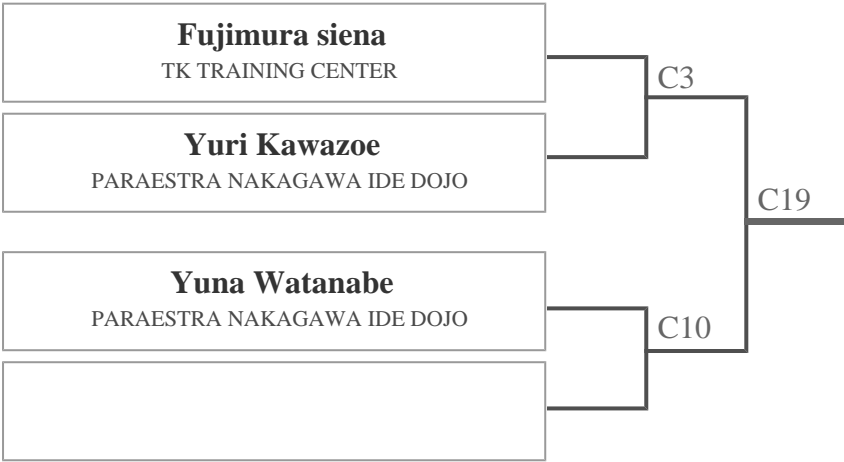 Fujimura siena
TK TRAINING CENTER
C3
Yuri Kawazoe
PARAESTRA NAKAGAWA IDE DOJO
C19
Yuna Watanabe
PARAESTRA NAKAGAWA IDE DOJO
C10